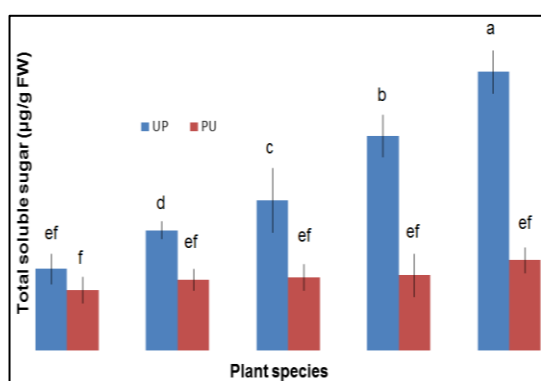 Total soluble sugar (µg/g FW)
UP PU
a
b
c
d
ef
f
ef
ef
ef
ef
Plant species